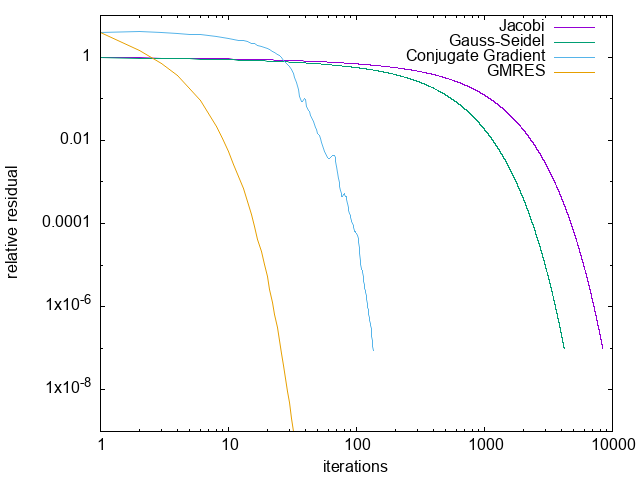 Jacobi
Gauss-Seidel
Conjugate Gradient
GMRES
1
0.01
0.0001
1x10-6
1x10-8
relative residual
1
10
100
1000
10000
iterations